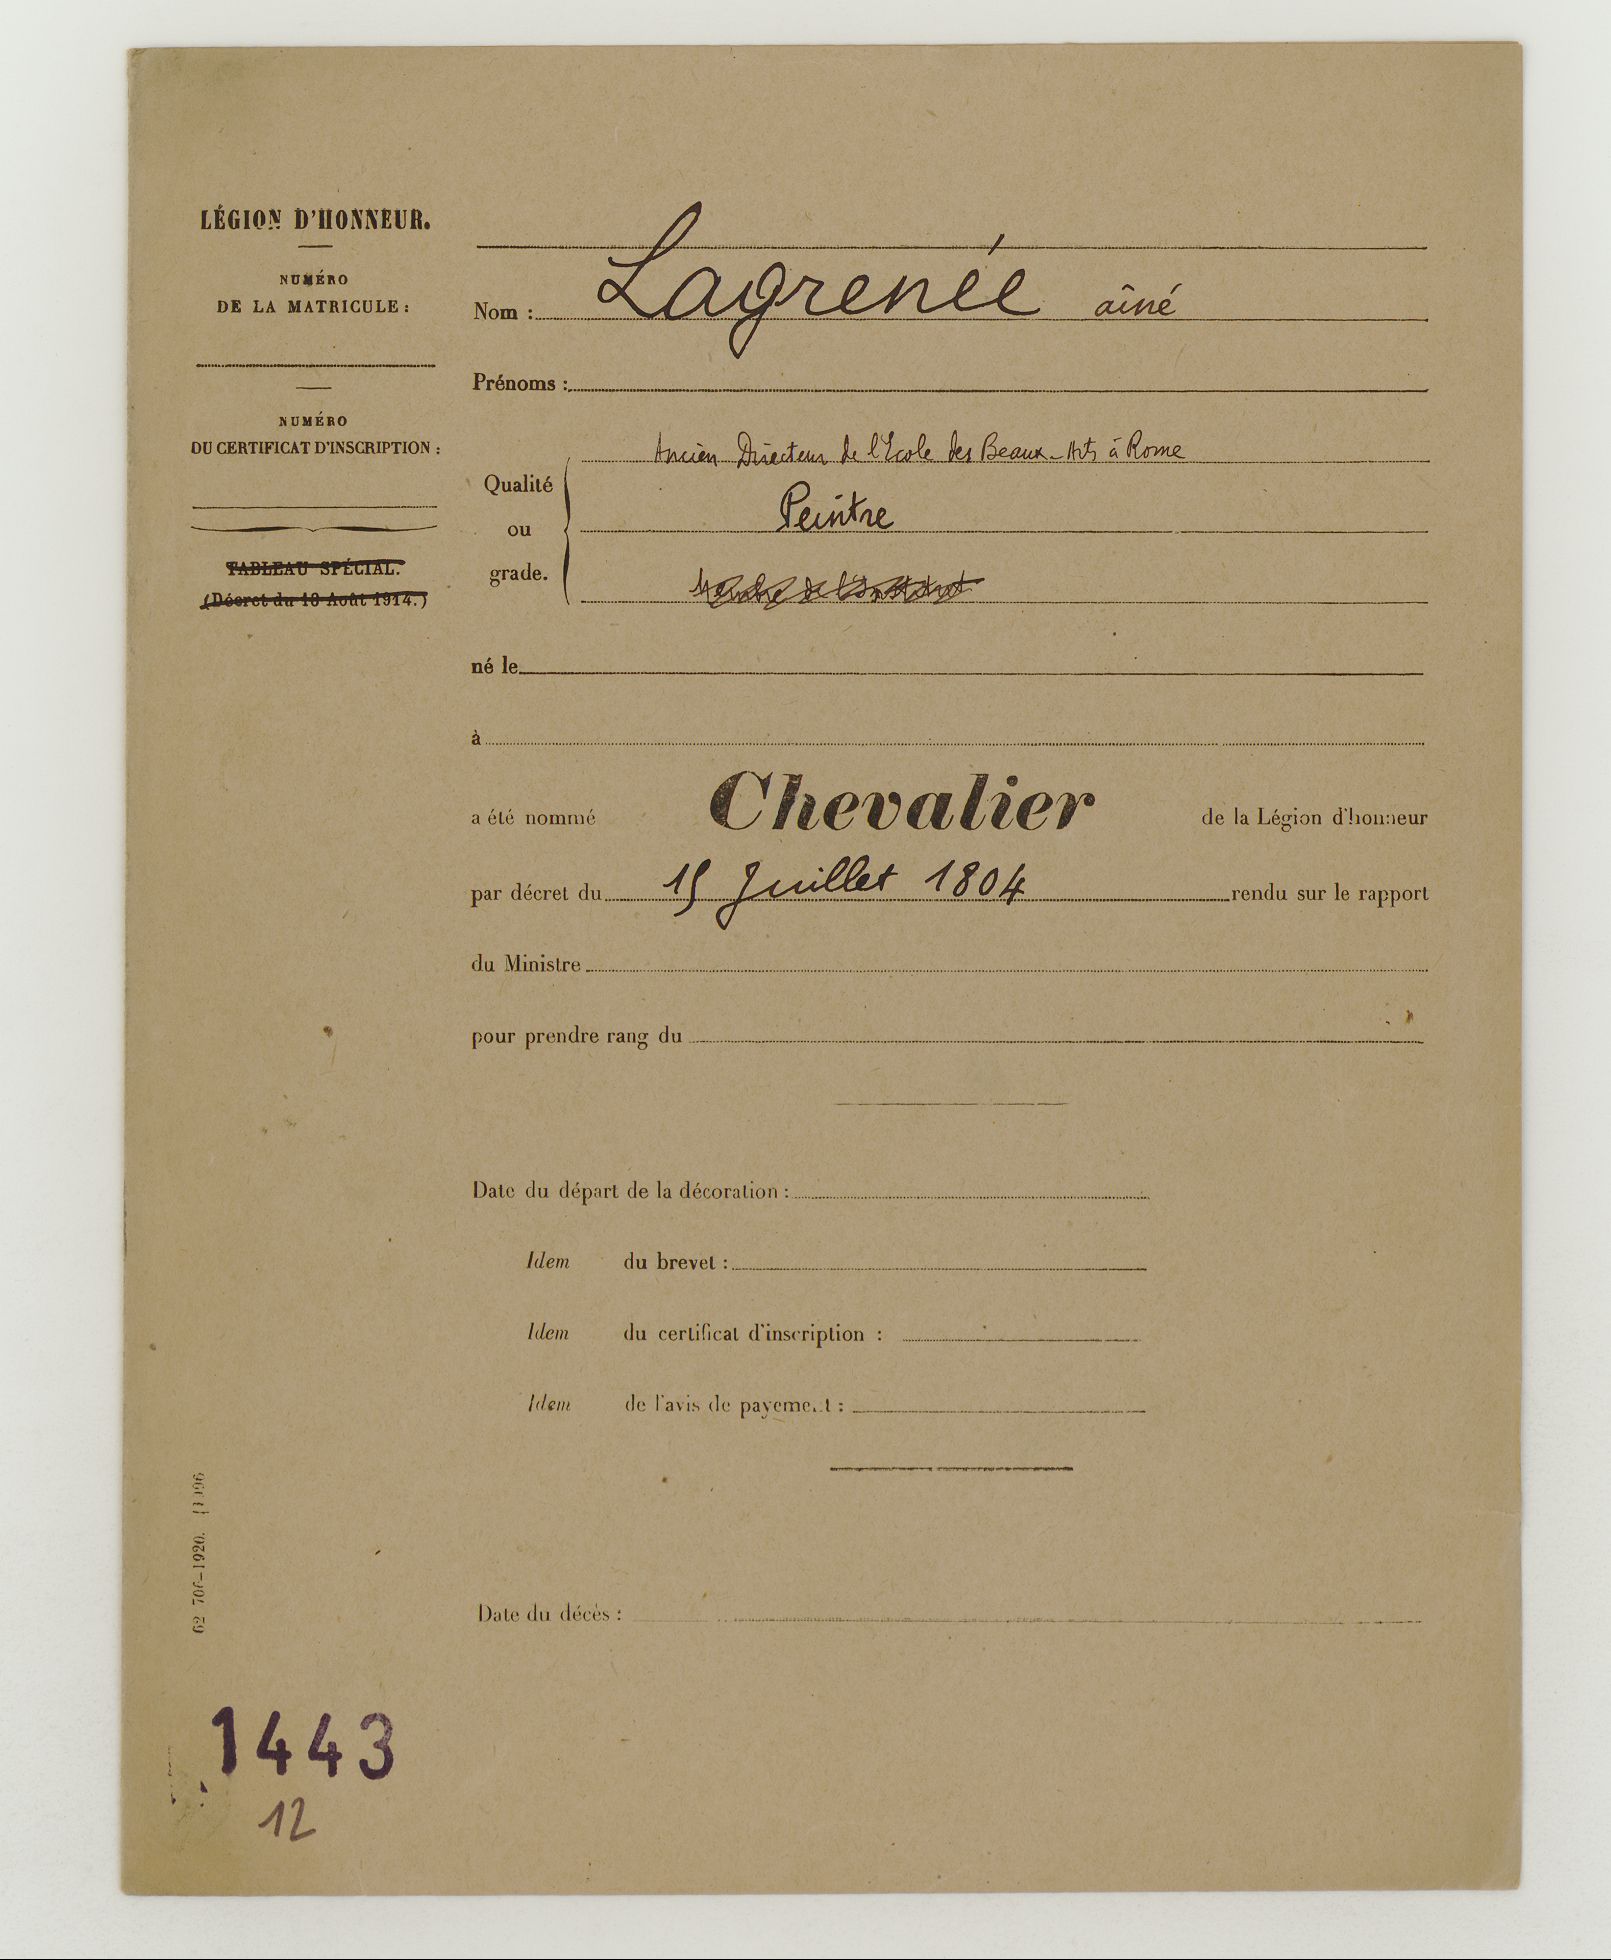 LÉGION D'HONNEUR.
NUMÉRO
DE LA MATRICULE :
NUMÉRO
DU CERTIFICAT D'INSCRIPTION :
TABLEAU SPÉCIAL.
(Décret du 13 Août 1914.)
Nom : Lagrenée aîné
Prénoms :
Qualité ou grade.
Ancien Directeur de l'Ecole des Beaux-Arts à Rome
Peintre
Membre de l'Institut
né le
à
a été nommé Chevalier de la Légion d'honneur
par décret du 15 Juillet 1804 rendu sur le rapport
du Ministre
pour prendre rang du
Date du départ de la décoration :
Idem du brevet :
Idem du certificat d'inscription :
Idem de l'avis de payement :
Date du décès :
1443
12